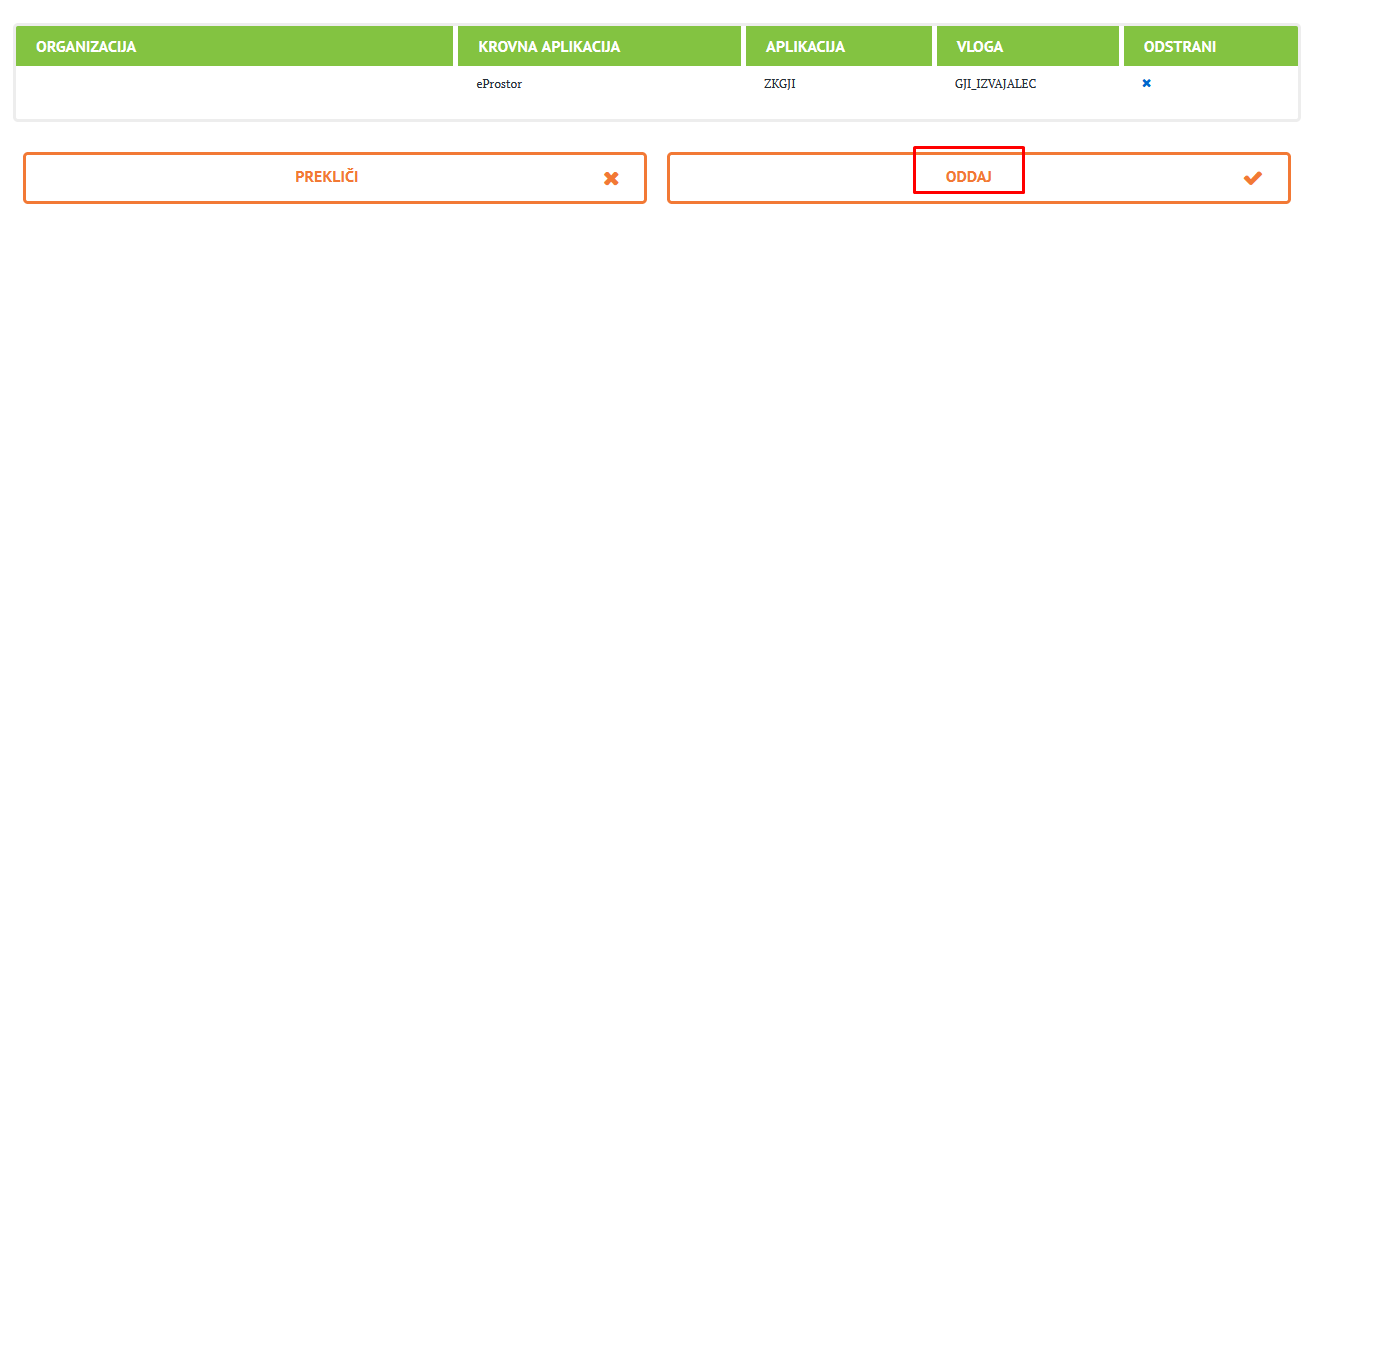 ORGANIZACIJA KROVNA APLIKACIJA APLIKACIJA VLOGA ODSTRANI
eProstor ZKGJI GJI_IZVAJALEC
PREKLIČI ODDAJ